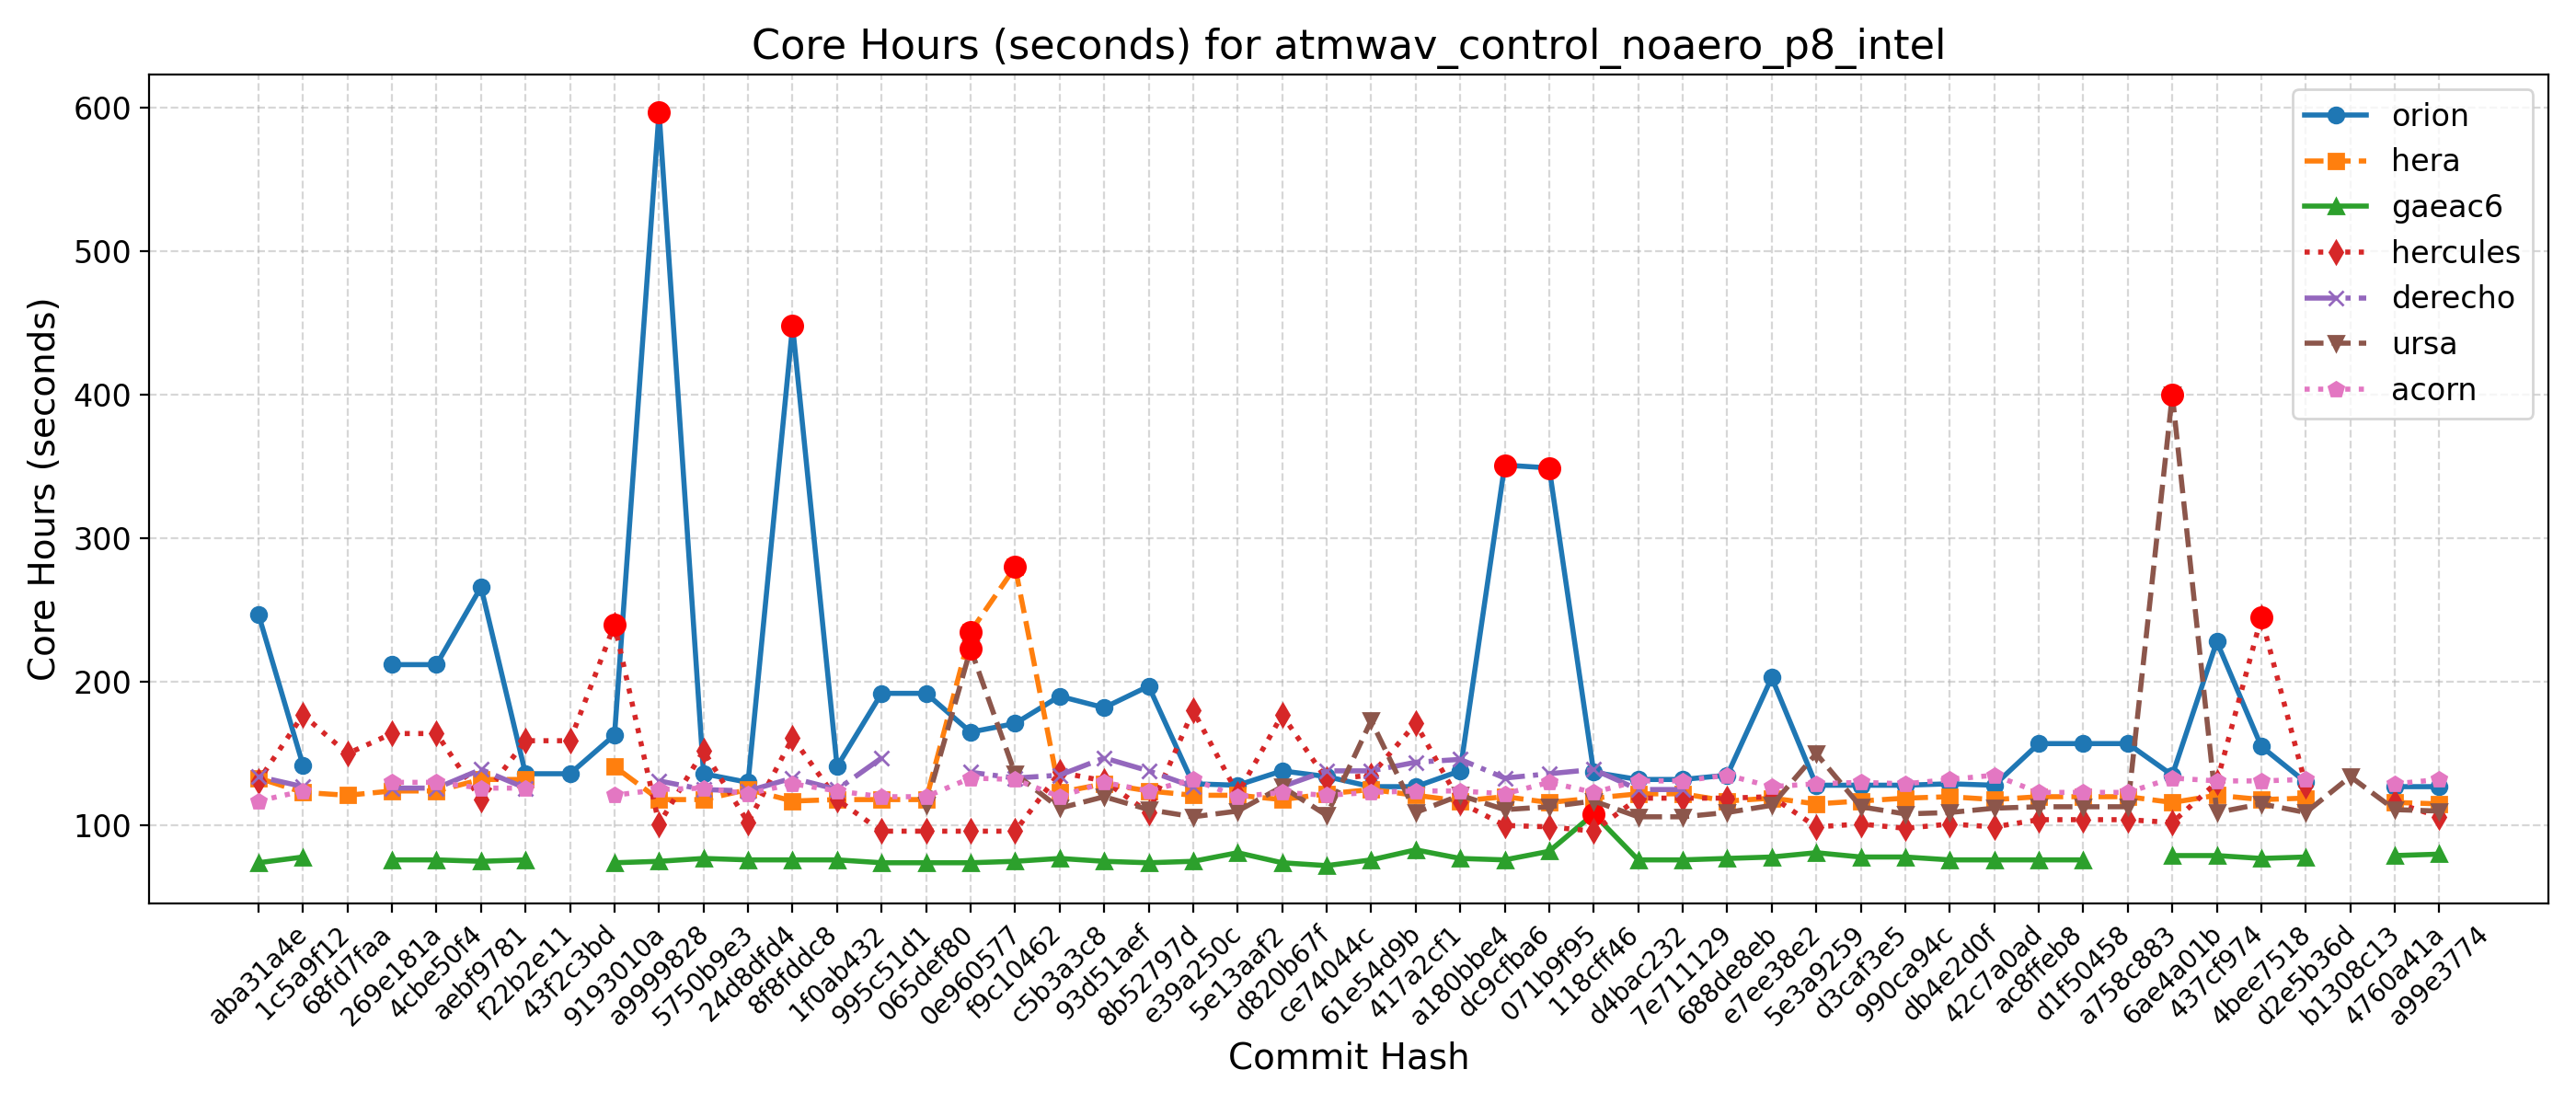 Core Hours (seconds) for atmwav_control_noaero_p8_intel
Core Hours (seconds)
600
500
400
300
200
100
orion
hera
gaeac6
hercules
derecho
ursa
acorn
aba31a4e
1c5a9f12
68fd7faa
269e181a
4cbe50f4
aebf9781
f22b2e11
43f2c3bd
9193010a
a9999828
5750b9e3
24d8dfd4
8f8fddc8
1f0ab432
995c51d1
065def80
0e960577
f9c10462
c5b3a3c8
93d51aef
8b52797d
e39a250c
5e13aaf2
d820b67f
ce74044c
61e54d9b
417a2cf1
a180bbe4
dc9cfba6
071b9f95
118cff46
d4bac232
7e711129
688de8eb
e7ee38e2
5e3a9259
d3caf3e5
990ca94c
db4e2d0f
42c7a0ad
ac8ffeb8
d1f50458
a758c883
6ae4a01b
437cf974
4bee7518
d2e5b36d
b1308c13
4760a41a
a99e3774
Commit Hash